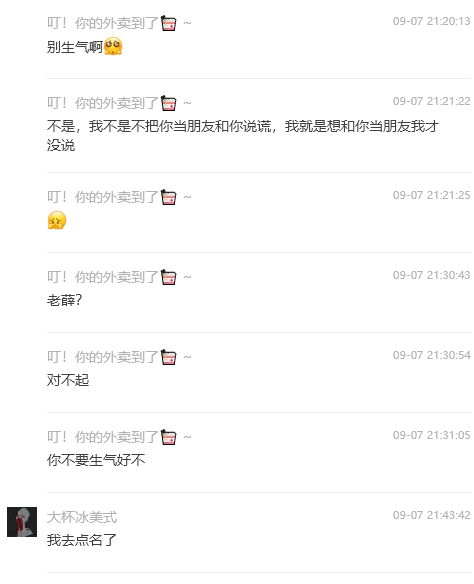 叮！你的外卖到了 ~ 09-07 21:20:13
别生气啊
叮！你的外卖到了 ~ 09-07 21:21:22
不是，我不是不把你当朋友和你说谎，我就是想和你当朋友我才
没说
叮！你的外卖到了 ~ 09-07 21:21:25
叮！你的外卖到了 ~ 09-07 21:30:43
老薛?
叮！你的外卖到了 ~ 09-07 21:30:54
对不起
叮！你的外卖到了 ~ 09-07 21:31:05
你不要生气好不
大杯冰美式 09-07 21:43:42
我去点名了